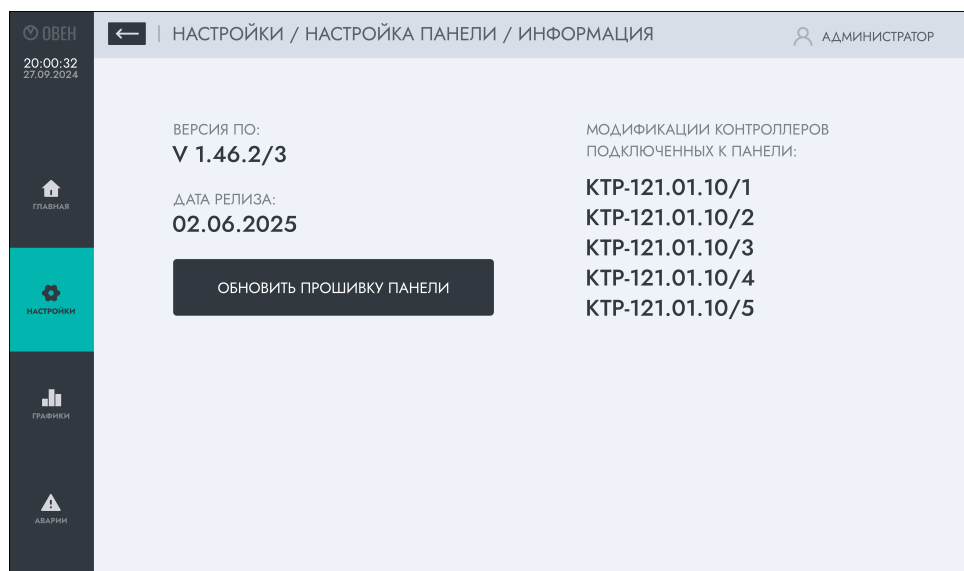 ОВЕН
20:00:32
27.09.2024
ГЛАВНАЯ
НАСТРОЙКИ
ГРАФИКИ
АВАРИИ
НАСТРОЙКИ / НАСТРОЙКА ПАНЕЛИ / ИНФОРМАЦИЯ
АДМИНИСТРАТОР
ВЕРСИЯ ПО:
V 1.46.2/3
ДАТА РЕЛИЗА:
02.06.2025
ОБНОВИТЬ ПРОШИВКУ ПАНЕЛИ
МОДИФИКАЦИИ КОНТРОЛЛЕРОВ
ПОДКЛЮЧЕННЫХ К ПАНЕЛИ:
КТР-121.01.10/1
КТР-121.01.10/2
КТР-121.01.10/3
КТР-121.01.10/4
КТР-121.01.10/5